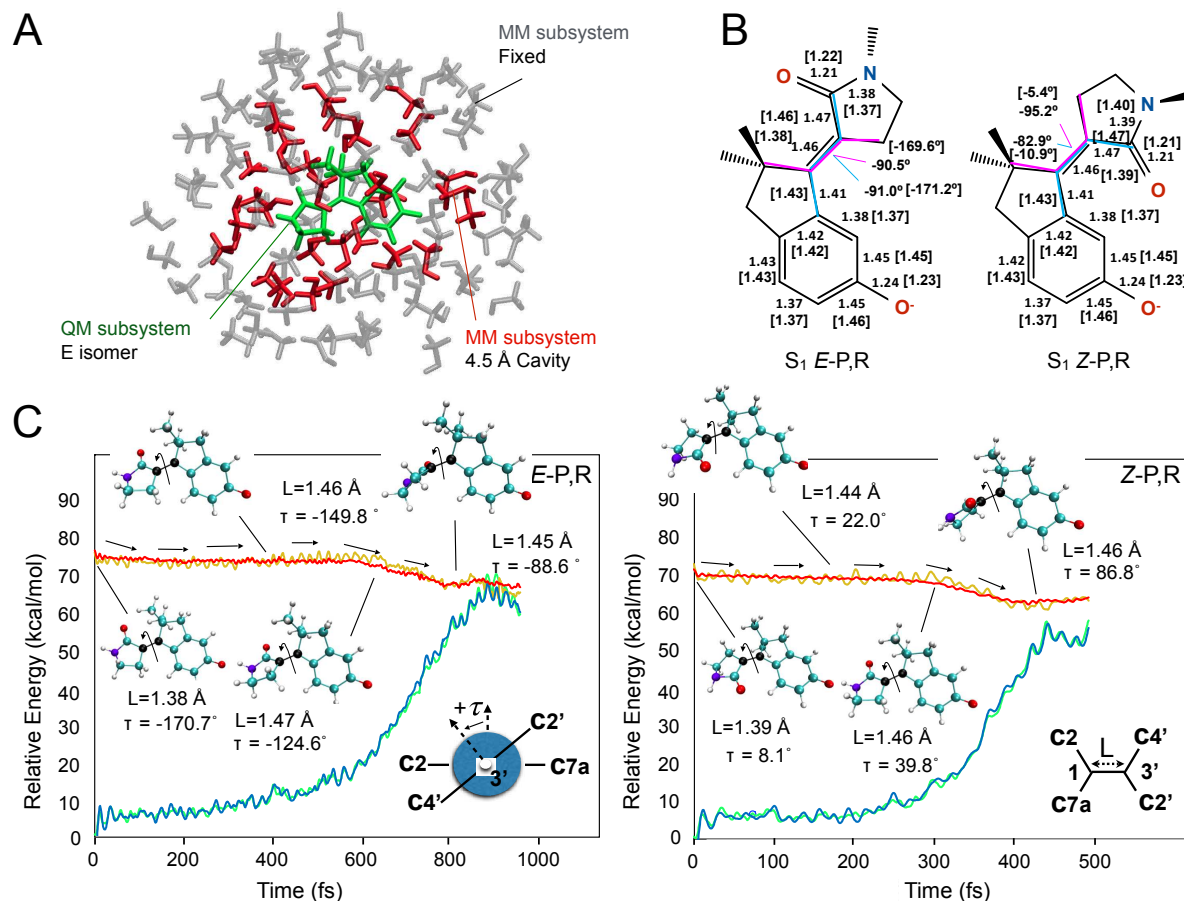 A
MM subsystem
Fixed
QM subsystem
E isomer
MM subsystem
4.5 Å Cavity
B
[1.22]
1.21
O
N
1.38
[1.37]
1.47
[1.46]
[1.38]
1.46
[-169.6º]
-90.5º
-91.0º [-171.2º]
[1.43]
1.41
1.38 [1.37]
1.42
[1.42]
1.43
[1.43]
1.45 [1.45]
1.24 [1.23]
1.37
[1.37]
1.45
[1.46]
O-
S1 E-P,R
[-5.4º]
-95.2º
-82.9º
[-10.9º]
[1.40]
N
1.39
[1.47]
1.47
[1.21]
1.21
1.46
[1.39]
O
[1.43]
1.41
1.38 [1.37]
1.42
[1.42]
1.42
[1.43]
1.45 [1.45]
1.24 [1.23]
1.37
[1.37]
1.45
[1.46]
O-
S1 Z-P,R
C
E-P,R
L=1.46 Å
τ = -149.8 °
L=1.45 Å
τ = -88.6 °
L=1.38 Å
τ = -170.7°
L=1.47 Å
τ = -124.6°
+τ
C2'
C2
C7a
3'
C4'
Relative Energy (kcal/mol)
90
80
70
60
50
40
30
20
10
0
0
200
400
600
800
1000
Time (fs)
Z-P,R
L=1.44 Å
τ = 22.0°
L=1.46 Å
τ = 86.8°
L=1.39 Å
τ = 8.1°
L=1.46 Å
τ = 39.8°
C2
L
C4'
1
3'
C7a
C2'
Relative Energy (kcal/mol)
90
80
70
60
50
40
30
20
10
0
0
100
200
300
400
500
Time (fs)